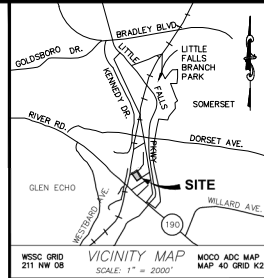 BRADLEY BLVD.
GOLDSBORO DR.
LITTLE
FALLS
PKWY
KENNEDY DR.
LITTLE
FALLS
BRANCH
PARK
SOMERSET
RIVER RD.
DORSET AVE.
GLEN ECHO
SITE
WESTBARD AVE.
190
WILLARD AVE.
WSSC GRID
211 NW 08
VICINITY MAP
SCALE: 1" = 2000'
MOCO ADC MAP
MAP 40 GRID K2